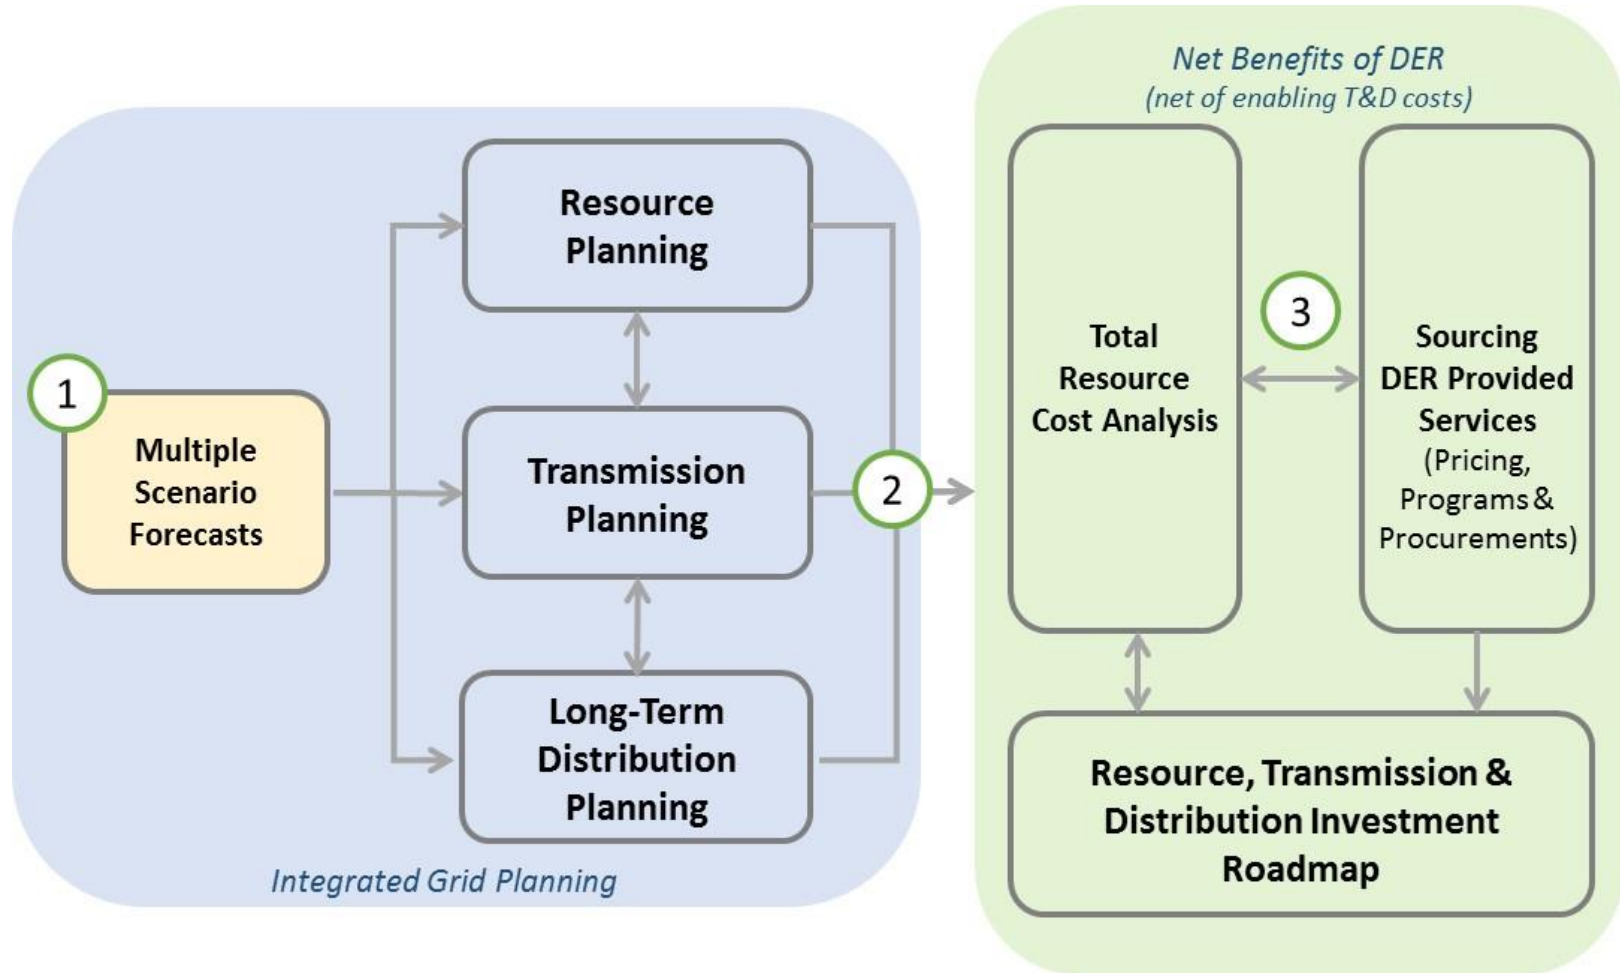 Net Benefits of DER
(net of enabling T&D costs)
1
Multiple
Scenario
Forecasts
Resource
Planning
Transmission
Planning
Long-Term
Distribution
Planning
Integrated Grid Planning
2
Total
Resource
Cost Analysis
3
Sourcing
DER Provided
Services
(Pricing,
Programs &
Procurements)
Resource, Transmission &
Distribution Investment
Roadmap